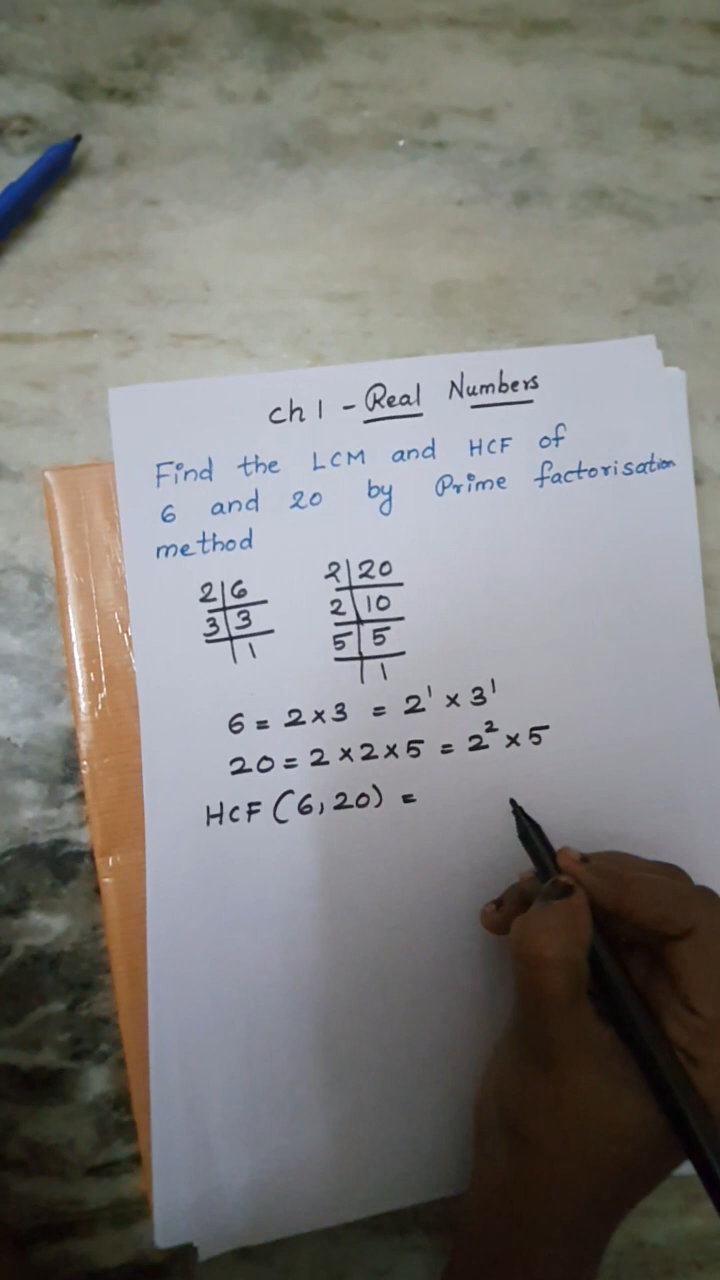 Ch 1 - Real Numbers
Find the LCM and HCF of
6 and 20 by Prime factorisation
method
2|6
3|3
|1
2|20
2|10
5|5
|1
6 = 2 × 3 = 2¹ × 3¹
20 = 2 × 2 × 5 = 2² × 5
HCF (6, 20) =